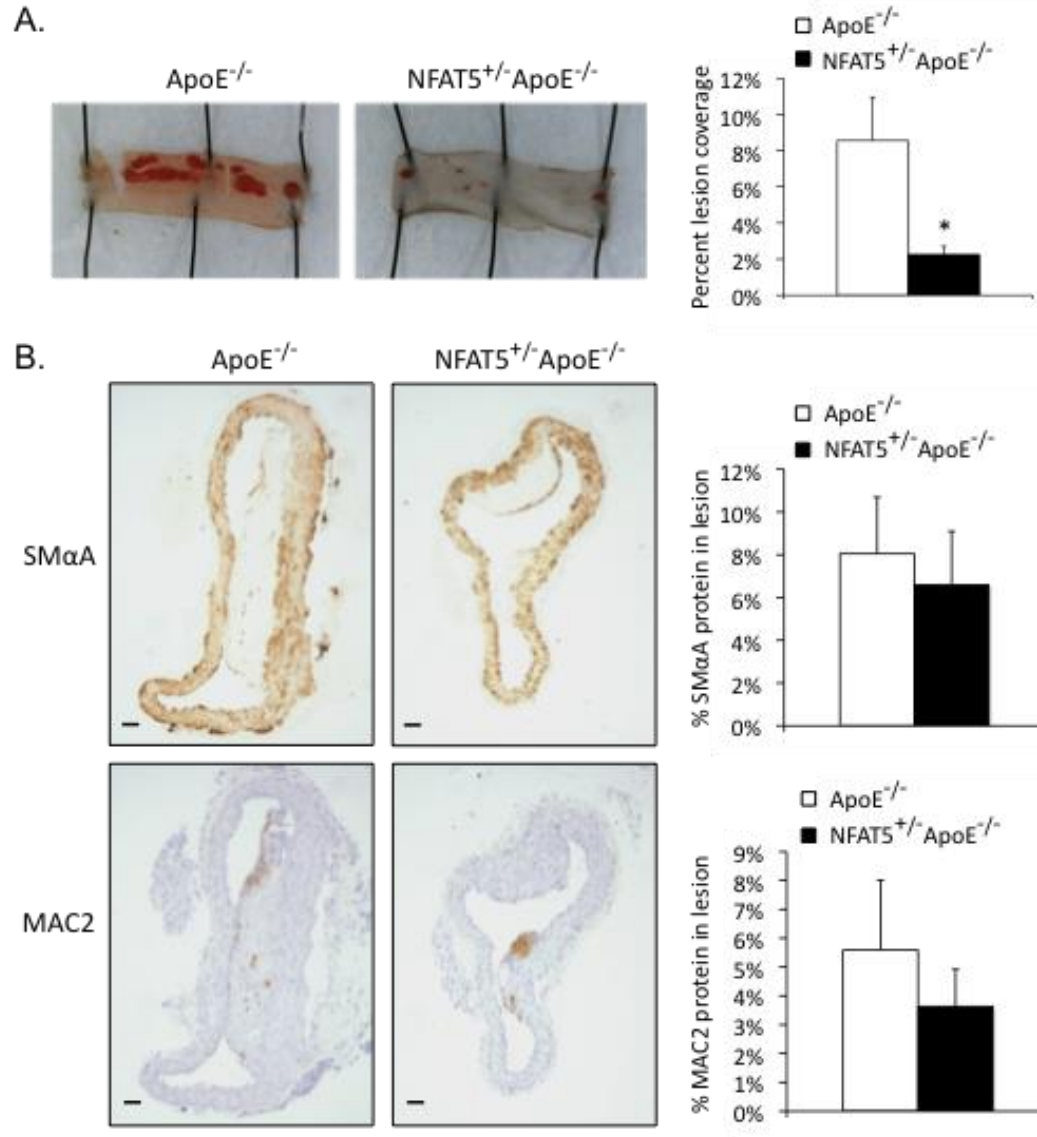 A.
ApoE-/-
NFAT5+/-ApoE-/-
ApoE-/-
NFAT5+/-ApoE-/-
Percent lesion coverage
12%
10%
8%
6%
4%
2%
0%
*
B.
ApoE-/-
NFAT5+/-ApoE-/-
SMαA
ApoE-/-
NFAT5+/-ApoE-/-
% SMαA protein in lesion
12%
10%
8%
6%
4%
2%
0%
MAC2
ApoE-/-
NFAT5+/-ApoE-/-
% MAC2 protein in lesion
9%
8%
7%
6%
5%
4%
3%
2%
1%
0%